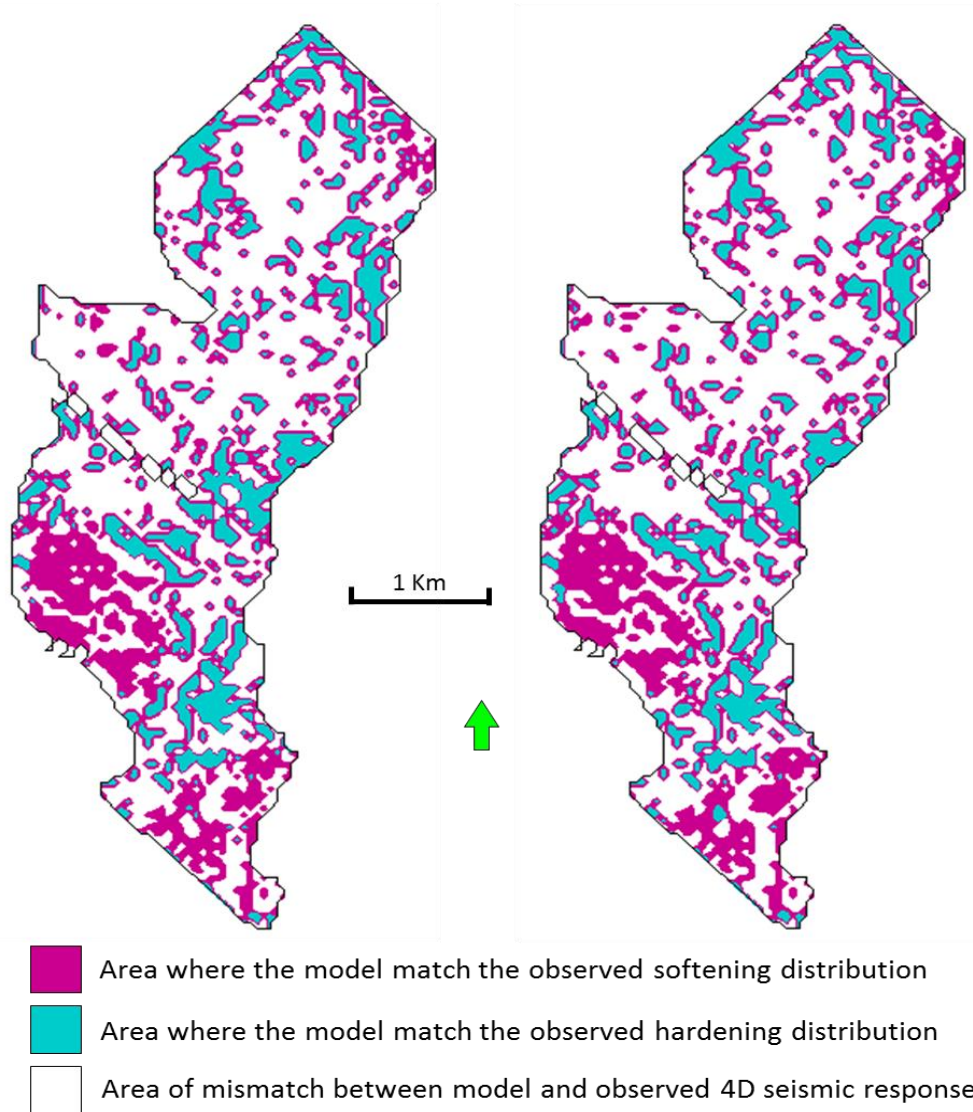 1 Km
Area where the model match the observed softening distribution
Area where the model match the observed hardening distribution
Area of mismatch between model and observed 4D seismic response